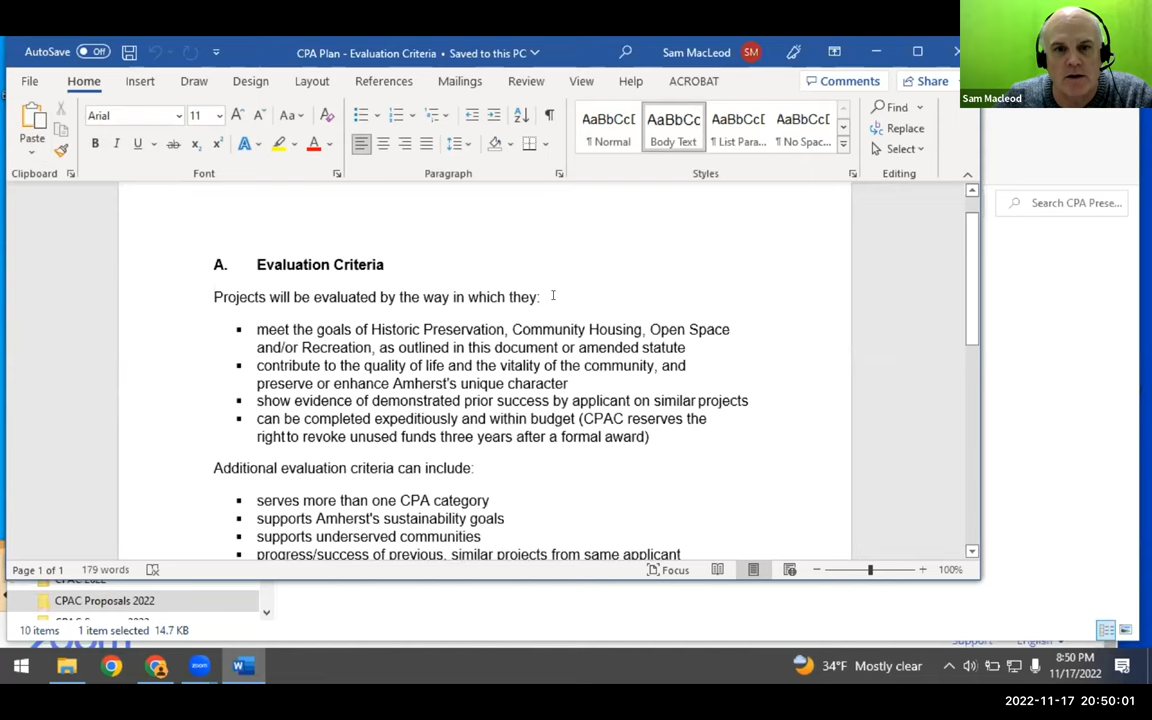 AutoSave Off CPA Plan - Evaluation Criteria • Saved to this PC Sam MacLeod SM
Sam Macleod
File Home Insert Draw Design Layout References Mailings Review View Help ACROBAT Comments Share
Paste
Clipboard
Arial 11 Aa
B I U ab x₂ x² A A
Font
Paragraph
AaBbCcDc AaBbCc AaBbCcDc AaBbCcDc
¶ Normal Body Text ¶ List Para... ¶ No Spac...
Styles
Find
Replace
Select
Editing
Search CPA Prese...
A. Evaluation Criteria
Projects will be evaluated by the way in which they:
▪ meet the goals of Historic Preservation, Community Housing, Open Space
and/or Recreation, as outlined in this document or amended statute
▪ contribute to the quality of life and the vitality of the community, and
preserve or enhance Amherst's unique character
▪ show evidence of demonstrated prior success by applicant on similar projects
▪ can be completed expeditiously and within budget (CPAC reserves the
right to revoke unused funds three years after a formal award)
Additional evaluation criteria can include:
▪ serves more than one CPA category
▪ supports Amherst's sustainability goals
▪ supports underserved communities
▪ progress/success of previous, similar projects from same applicant
Page 1 of 1 179 words Focus 100%
CPAC Proposals 2022
10 items 1 item selected 14.7 KB
34°F Mostly clear
8:50 PM
11/17/2022
2022-11-17 20:50:01